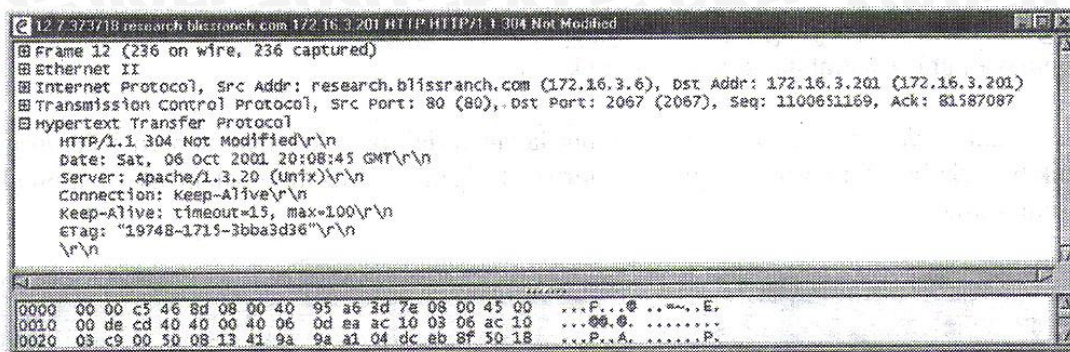 12 7.373718 research.blissranch.com 172.16.3.201 HTTP HTTP/1.1 304 Not Modified
Frame 12 (236 on wire, 236 captured)
Ethernet II
Internet Protocol, Src Addr: research.blissranch.com (172.16.3.6), Dst Addr: 172.16.3.201 (172.16.3.201)
Transmission Control Protocol, Src Port: 80 (80), Dst Port: 2067 (2067), Seq: 1100651169, Ack: 81587087
Hypertext Transfer Protocol
HTTP/1.1 304 Not Modified\r\n
Date: Sat, 06 Oct 2001 20:08:45 GMT\r\n
Server: Apache/1.3.20 (Unix)\r\n
Connection: Keep-Alive\r\n
Keep-Alive: timeout=15, max=100\r\n
ETag: "19748-1715-3bba3d36"\r\n
\r\n
0000 00 00 c5 46 8d 08 00 40 95 a6 3d 7e 08 00 45 00 ...F...@ ..=~..E.
0010 00 de cd 40 40 00 40 06 0d ea ac 10 03 06 ac 10 ...@@.@. ........
0020 03 c9 00 50 08 13 41 9a 9a a1 04 dc eb 8f 50 18 ...P..A. ......P.